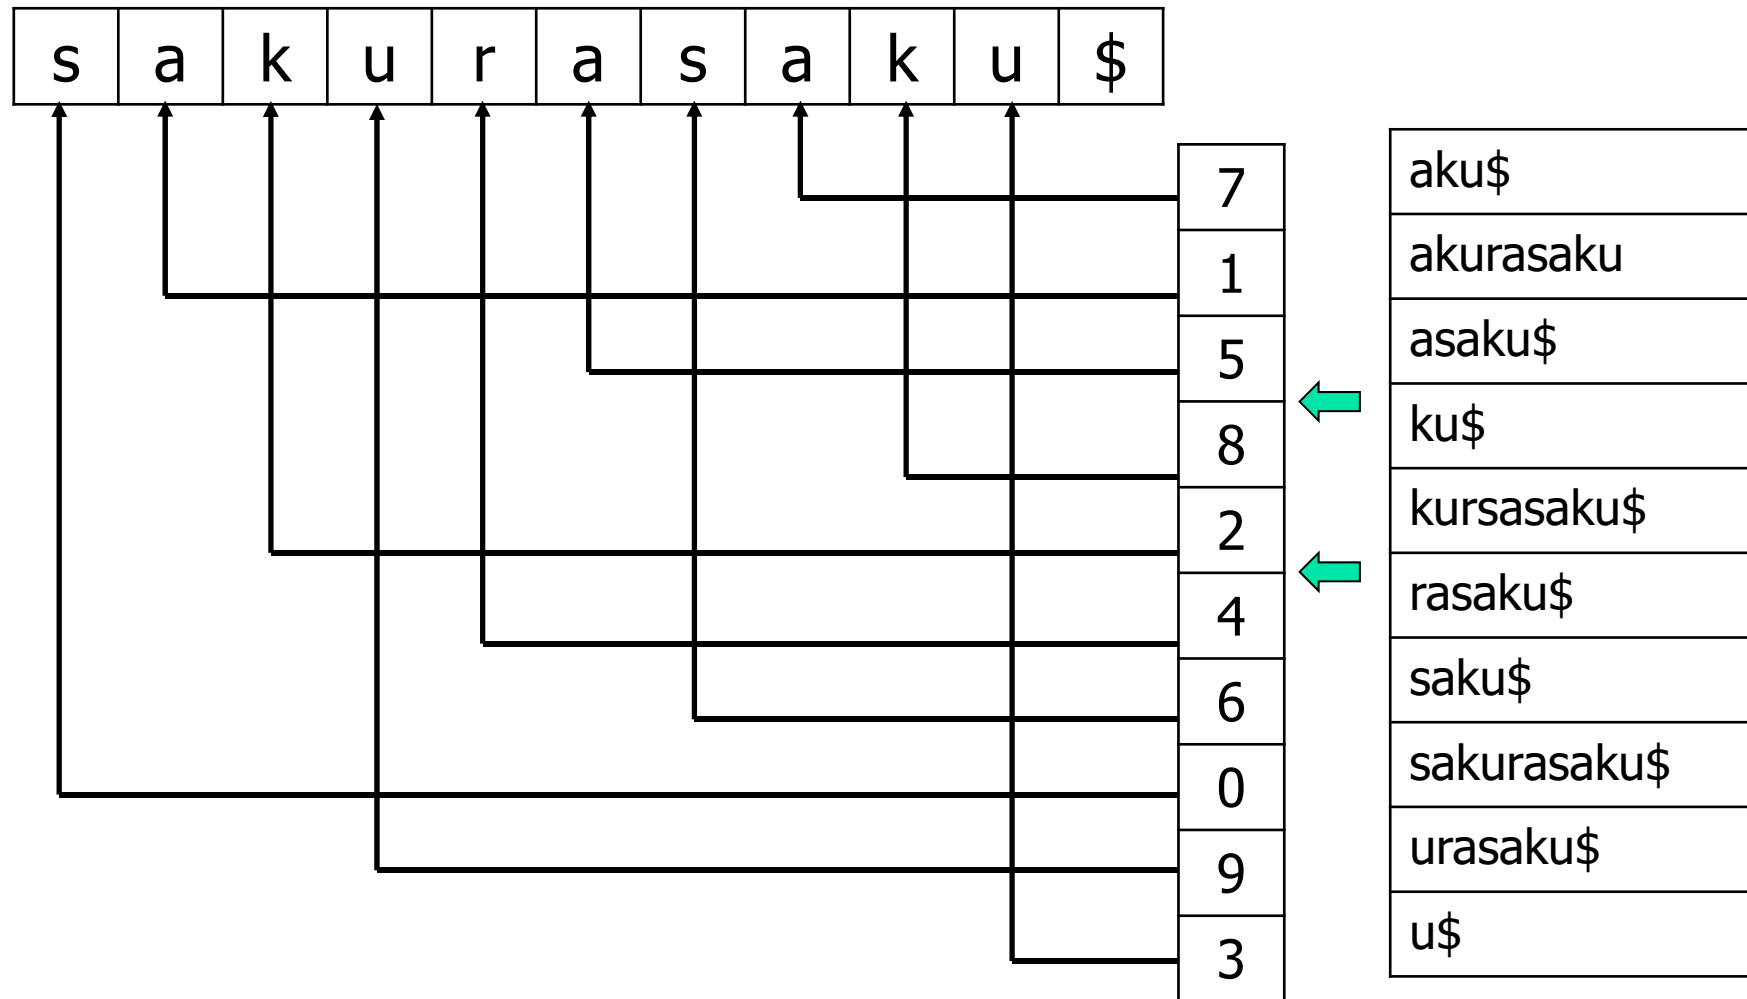 s a k u r a s a k u $
7
1
5
8
2
4
6
0
9
3
aku$
akurasaku
asaku$
ku$
kursasaku$
rasaku$
saku$
sakurasaku$
urasaku$
u$